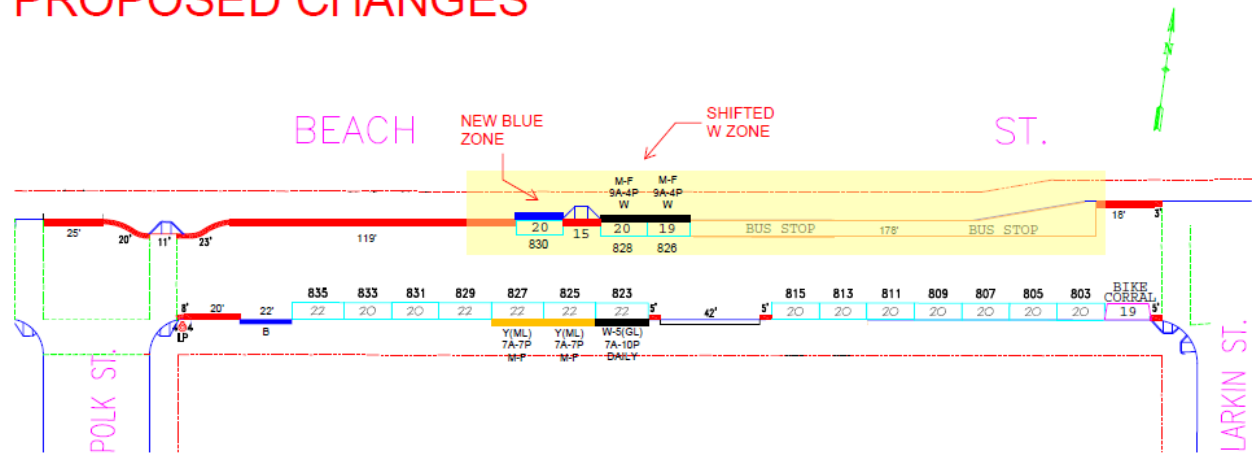 PROPOSED CHANGES
BEACH
ST.
NEW BLUE
ZONE
SHIFTED
W ZONE
N
M-F
9A-4P
W
M-F
9A-4P
W
25'
20'
11'
23'
119'
20
830
15
20
828
19
826
BUS STOP
178'
BUS STOP
18'
3'
8'
20'
LP
22'
B
835
22
833
20
831
20
829
22
827
22
Y(ML)
7A-7P
M-F
825
22
Y(ML)
7A-7P
M-F
823
22
W-5(GL)
7A-10P
DAILY
5'
42'
5'
815
20
813
20
811
20
809
20
807
20
805
20
803
20
BIKE
CORRAL
19
5'
POLK ST.
LARKIN ST.